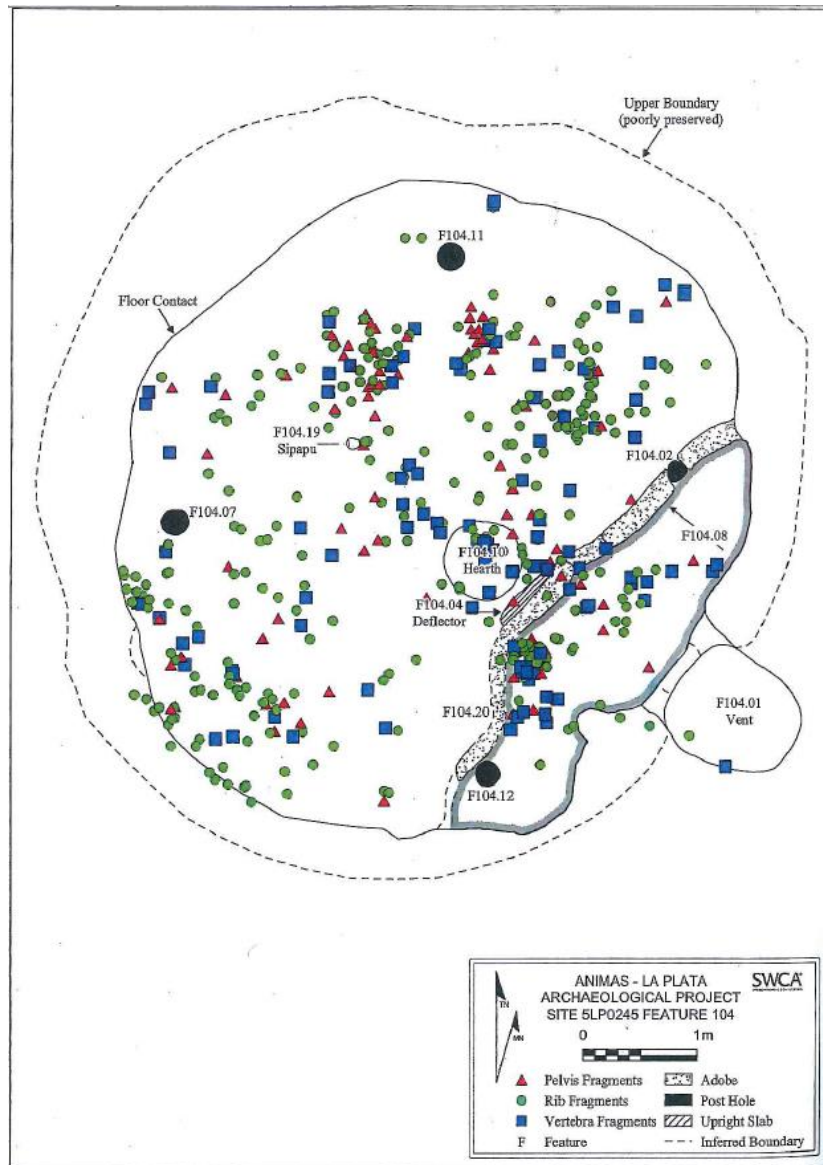 Upper Boundary
(poorly preserved)
F104.11
Floor Contact
F104.19
Sipapu
F104.02
F104.07
F104.08
F104.10
Hearth
F104.04
Deflector
F104.01
Vent
F104.20
F104.12
ANIMAS - LA PLATA
ARCHAEOLOGICAL PROJECT
SITE 5LP0245 FEATURE 104
SWCA
TN
MN
0 1m
Pelvis Fragments
Rib Fragments
Vertebra Fragments
F Feature
Adobe
Post Hole
Upright Slab
Inferred Boundary